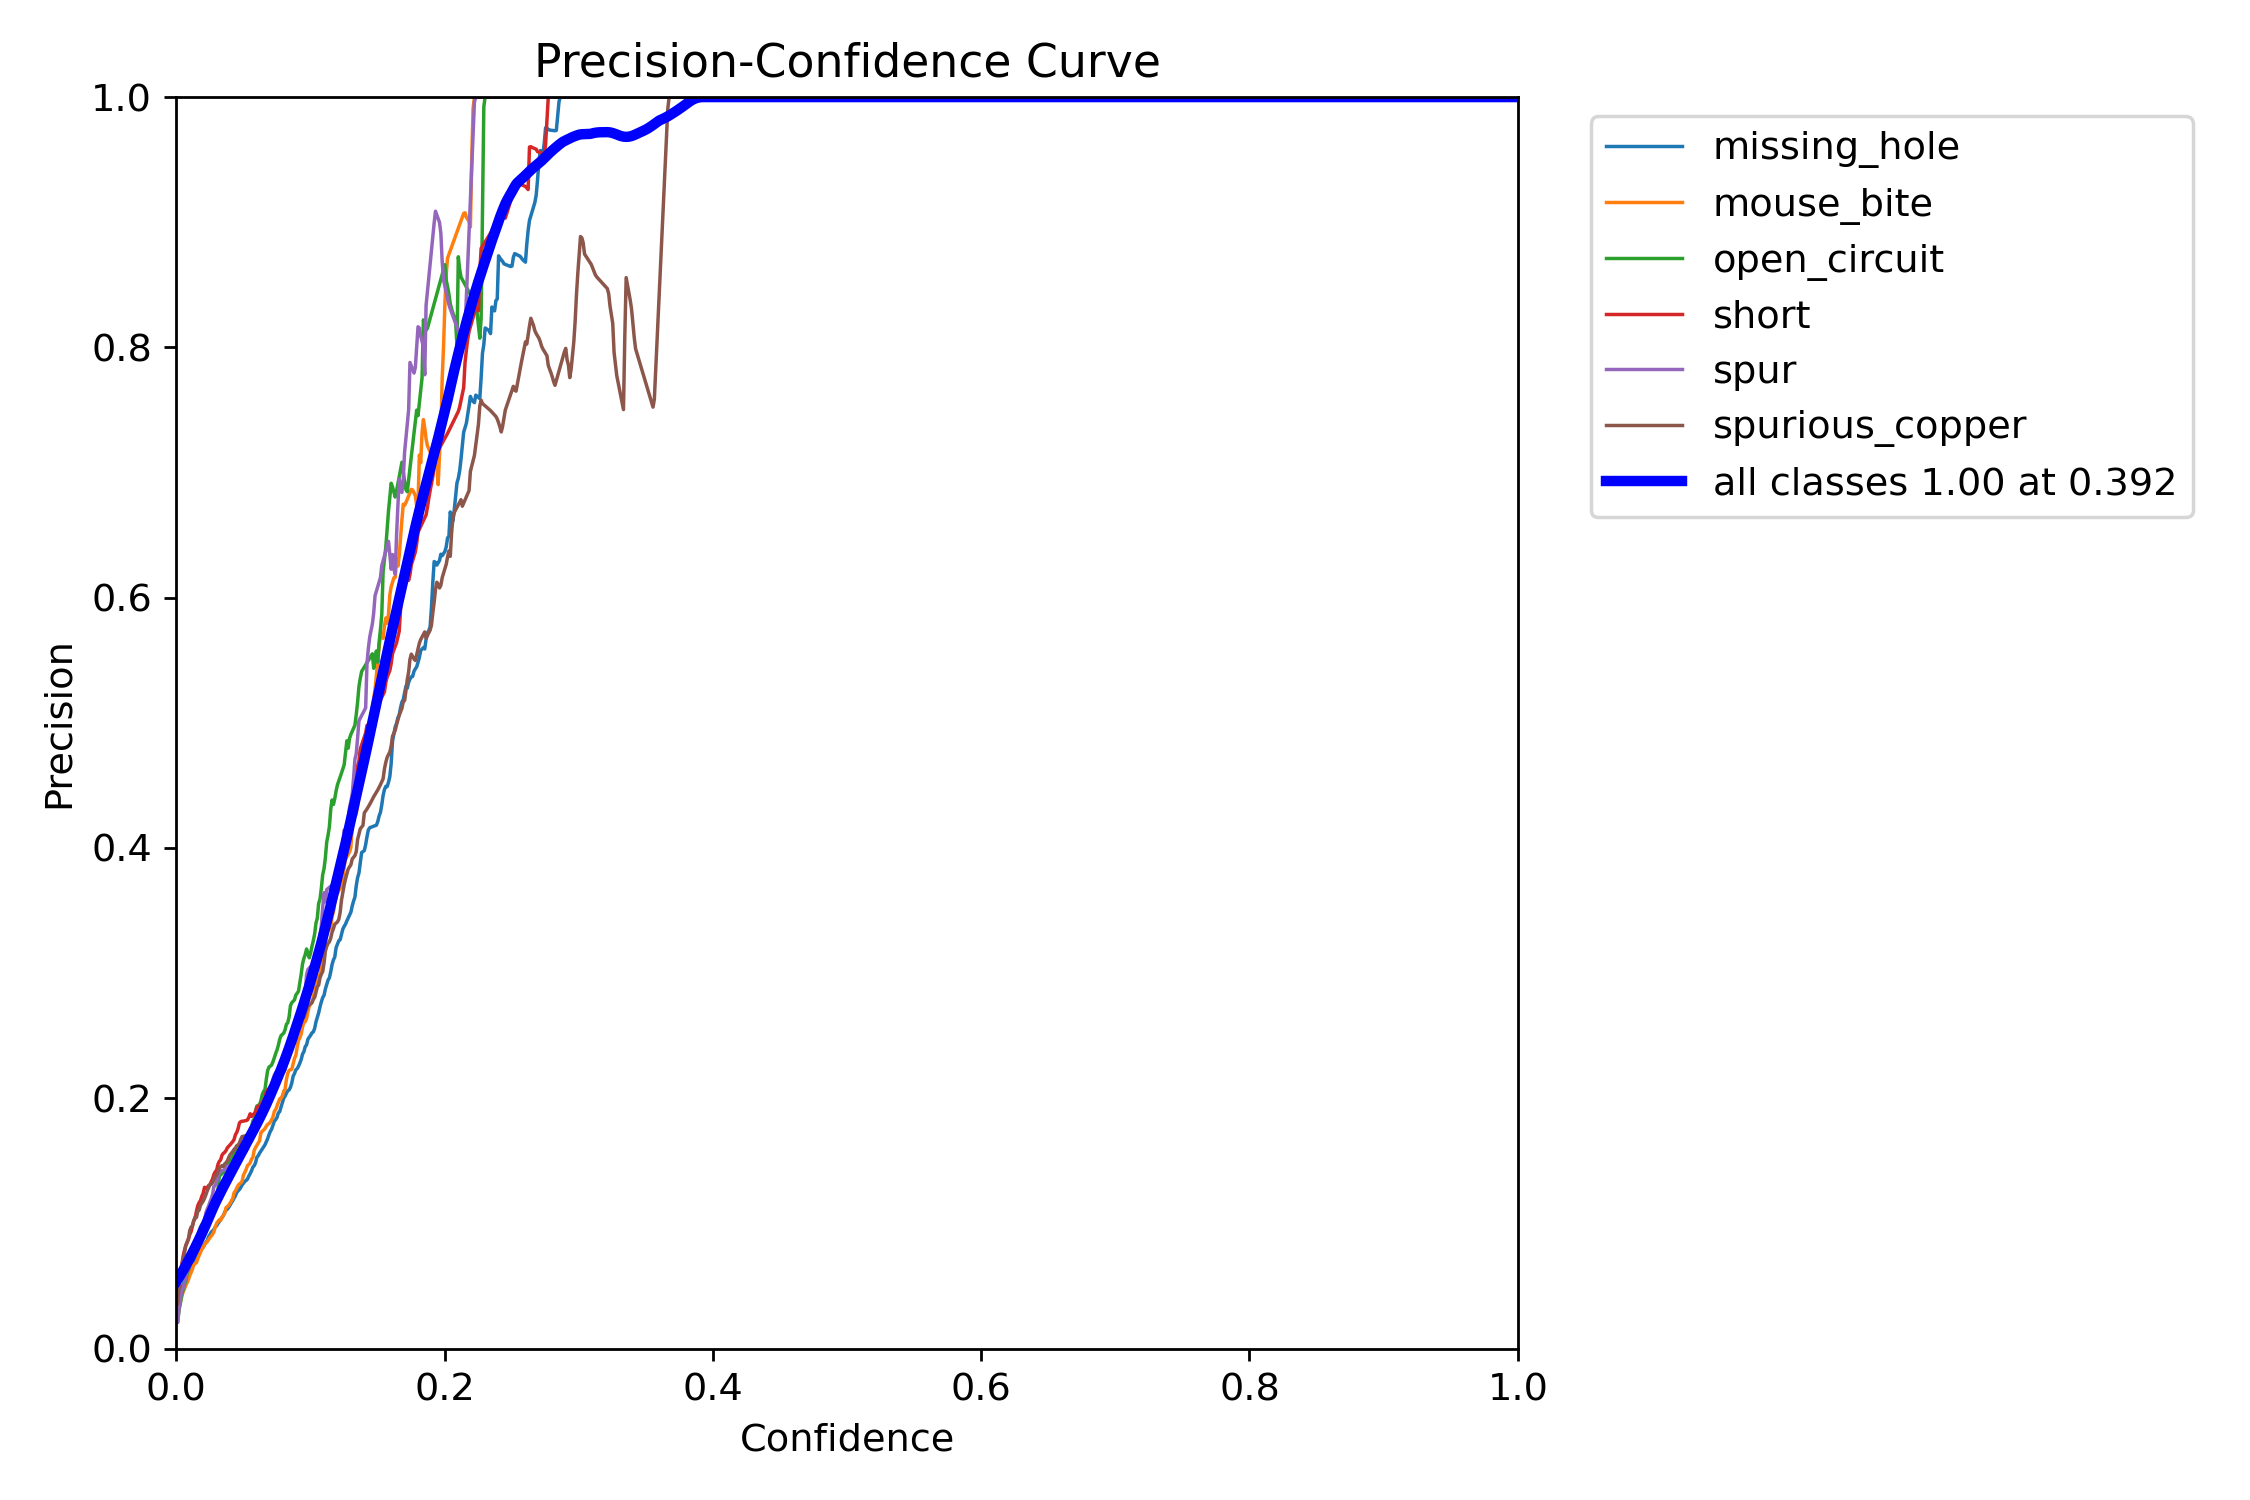 Precision-Confidence Curve
1.0
0.8
0.6
0.4
0.2
0.0
Precision
0.0 0.2 0.4 0.6 0.8 1.0
Confidence
missing_hole
mouse_bite
open_circuit
short
spur
spurious_copper
all classes 1.00 at 0.392